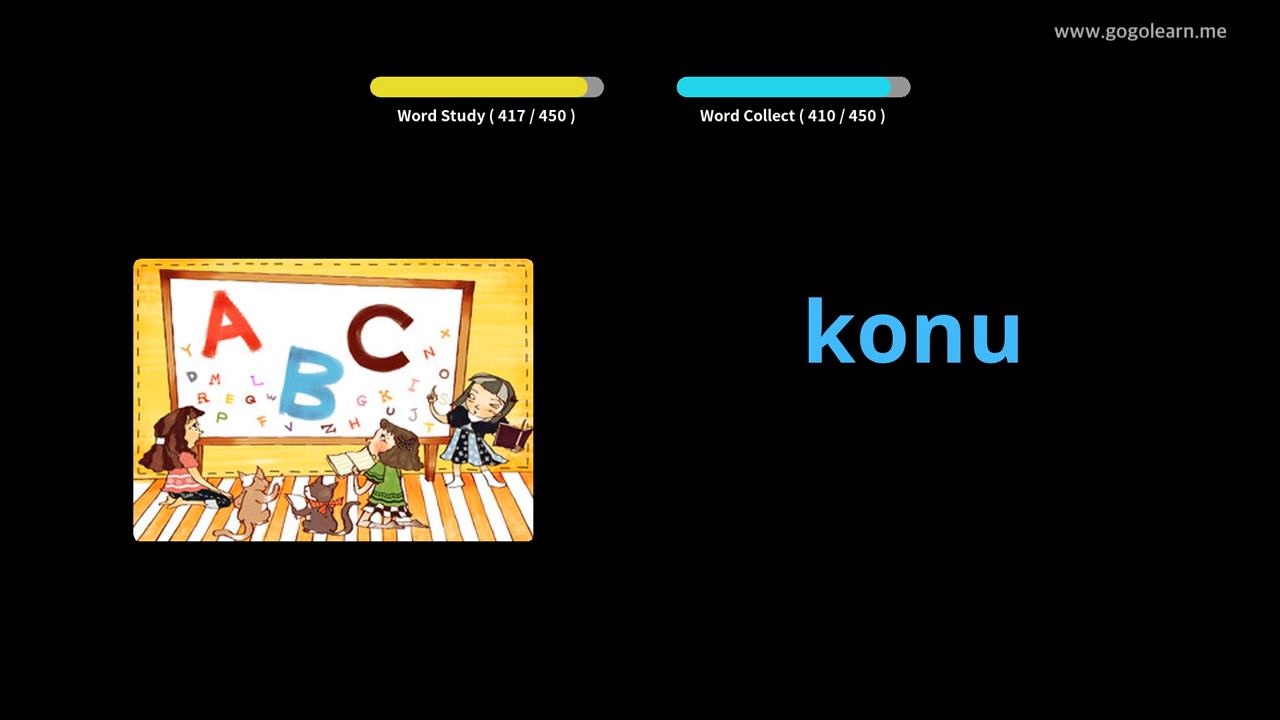 www.gogolearn.me
Word Study ( 417 / 450 )
Word Collect ( 410 / 450 )
konu
A
C
B
X
Y
N
D M L O
R E Q W G K I S
P F V Z H U J T